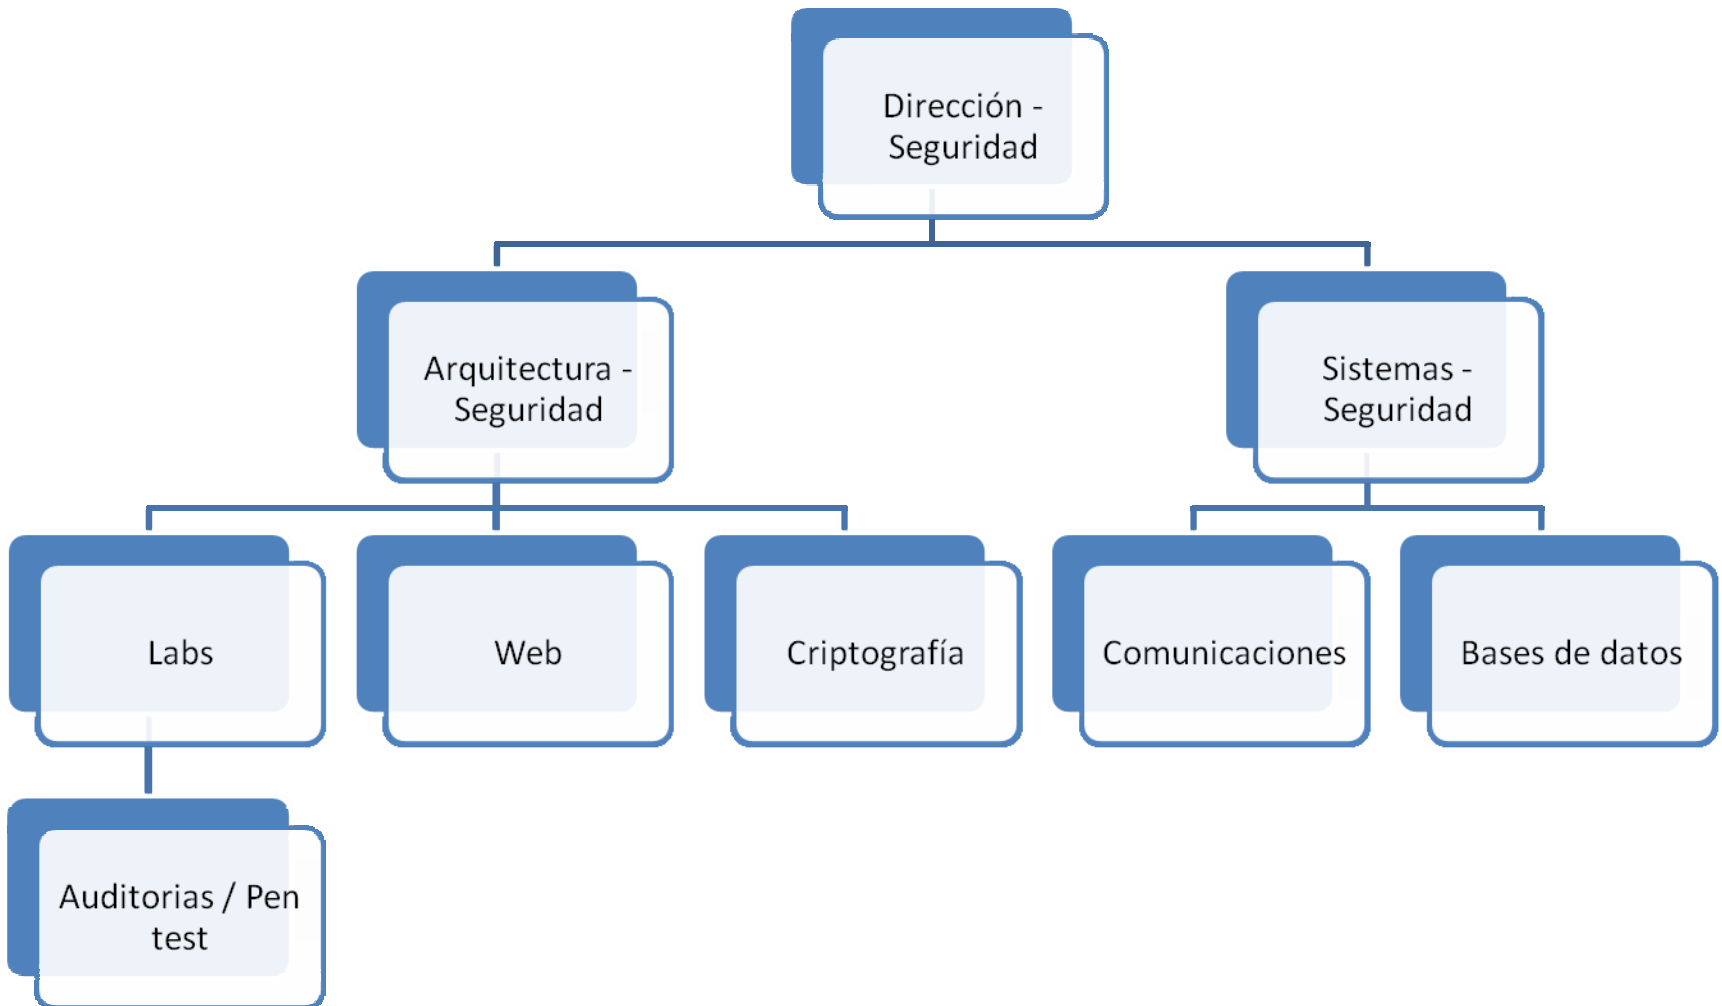 Dirección -
Seguridad
Arquitectura -
Seguridad
Sistemas -
Seguridad
Labs
Web
Criptografía
Comunicaciones
Bases de datos
Auditorias / Pen
test